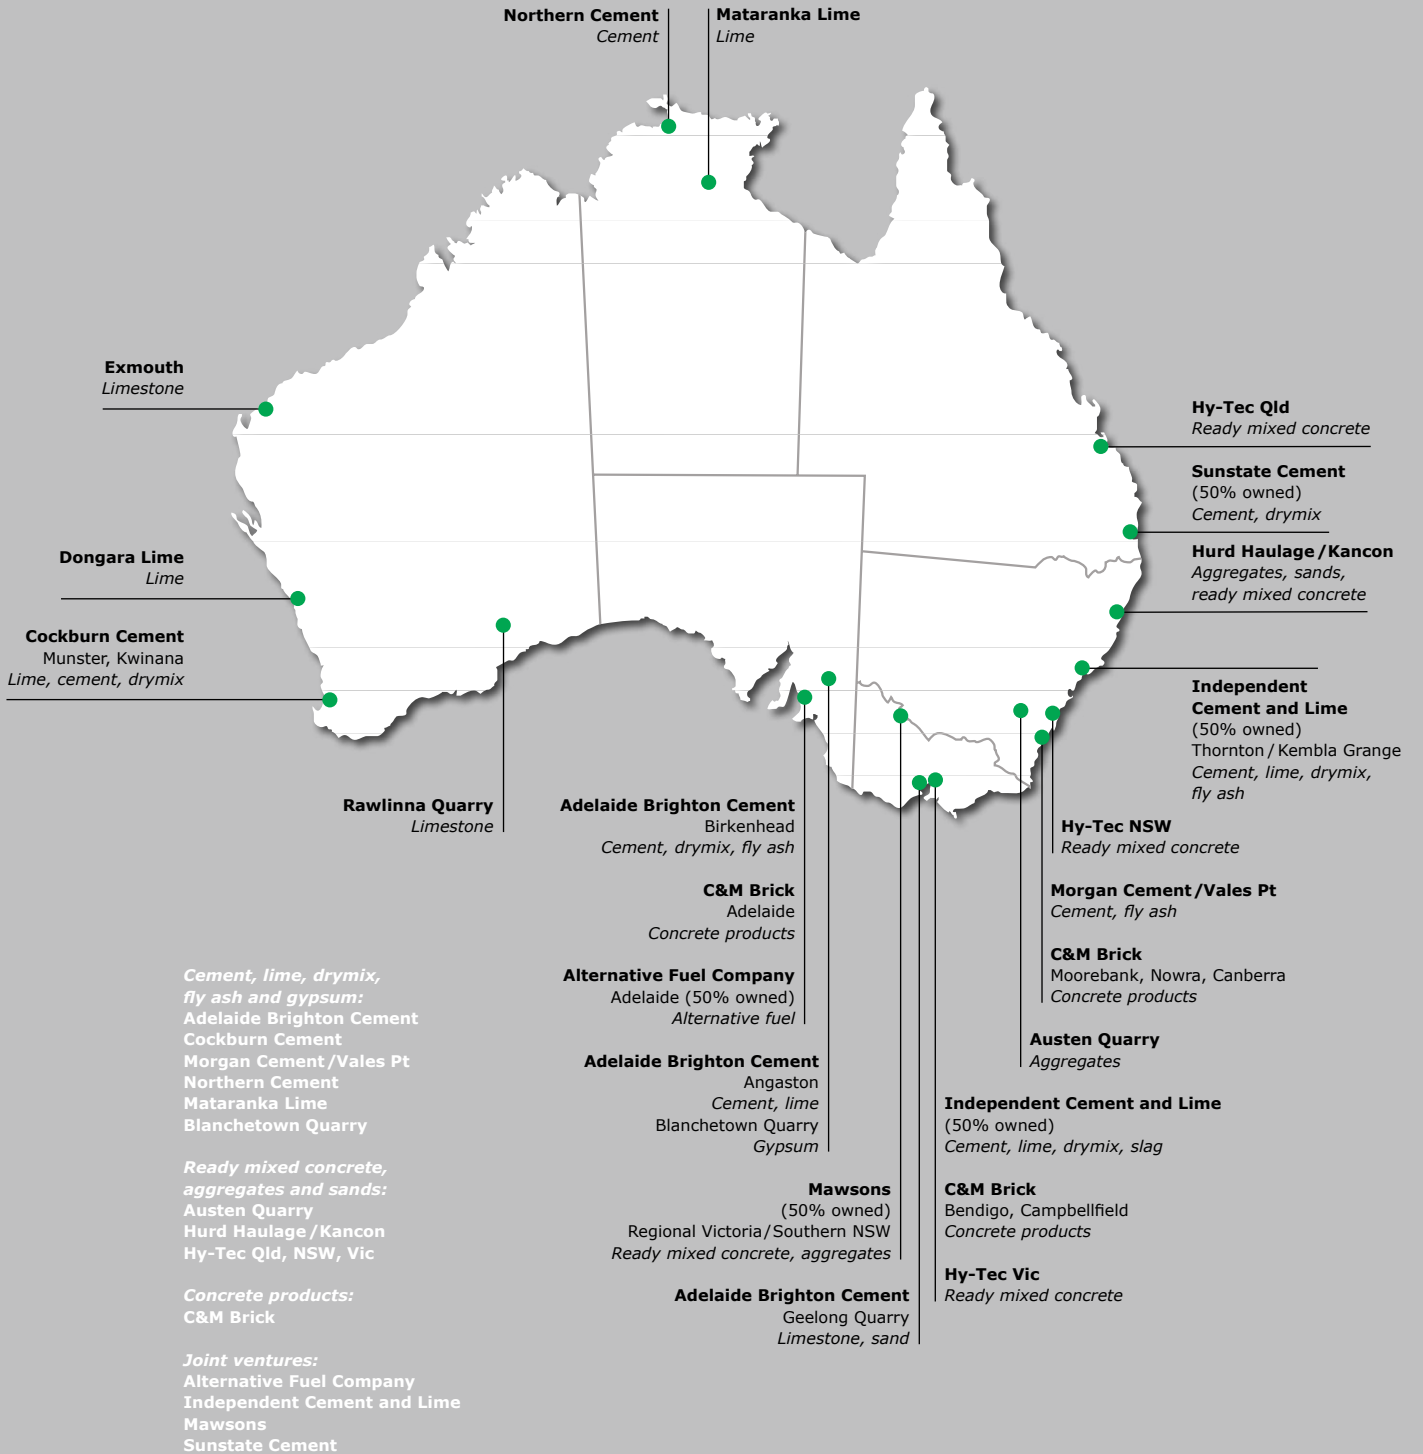 Northern Cement
Cement
Mataranka Lime
Lime
Exmouth
Limestone
Dongara Lime
Lime
Cockburn Cement
Munster, Kwinana
Lime, cement, drymix
Rawlinna Quarry
Limestone
Hy-Tec Qld
Ready mixed concrete
Sunstate Cement
(50% owned)
Cement, drymix
Hurd Haulage/Kancon
Aggregates, sands,
ready mixed concrete
Independent
Cement and Lime
(50% owned)
Thornton/Kembla Grange
Cement, lime, drymix,
fly ash
Adelaide Brighton Cement
Birkenhead
Cement, drymix, fly ash
C&M Brick
Adelaide
Concrete products
Alternative Fuel Company
Adelaide (50% owned)
Alternative fuel
Adelaide Brighton Cement
Angaston
Cement, lime
Blanchetown Quarry
Gypsum
Mawsons
(50% owned)
Regional Victoria/Southern NSW
Ready mixed concrete, aggregates
Adelaide Brighton Cement
Geelong Quarry
Limestone, sand
Hy-Tec NSW
Ready mixed concrete
Morgan Cement/Vales Pt
Cement, fly ash
C&M Brick
Moorebank, Nowra, Canberra
Concrete products
Austen Quarry
Aggregates
Independent Cement and Lime
(50% owned)
Cement, lime, drymix, slag
C&M Brick
Bendigo, Campbellfield
Concrete products
Hy-Tec Vic
Ready mixed concrete
Cement, lime, drymix,
fly ash and gypsum:
Adelaide Brighton Cement
Cockburn Cement
Morgan Cement/Vales Pt
Northern Cement
Mataranka Lime
Blanchetown Quarry
Ready mixed concrete,
aggregates and sands:
Austen Quarry
Hurd Haulage/Kancon
Hy-Tec Qld, NSW, Vic
Concrete products:
C&M Brick
Joint ventures:
Alternative Fuel Company
Independent Cement and Lime
Mawsons
Sunstate Cement